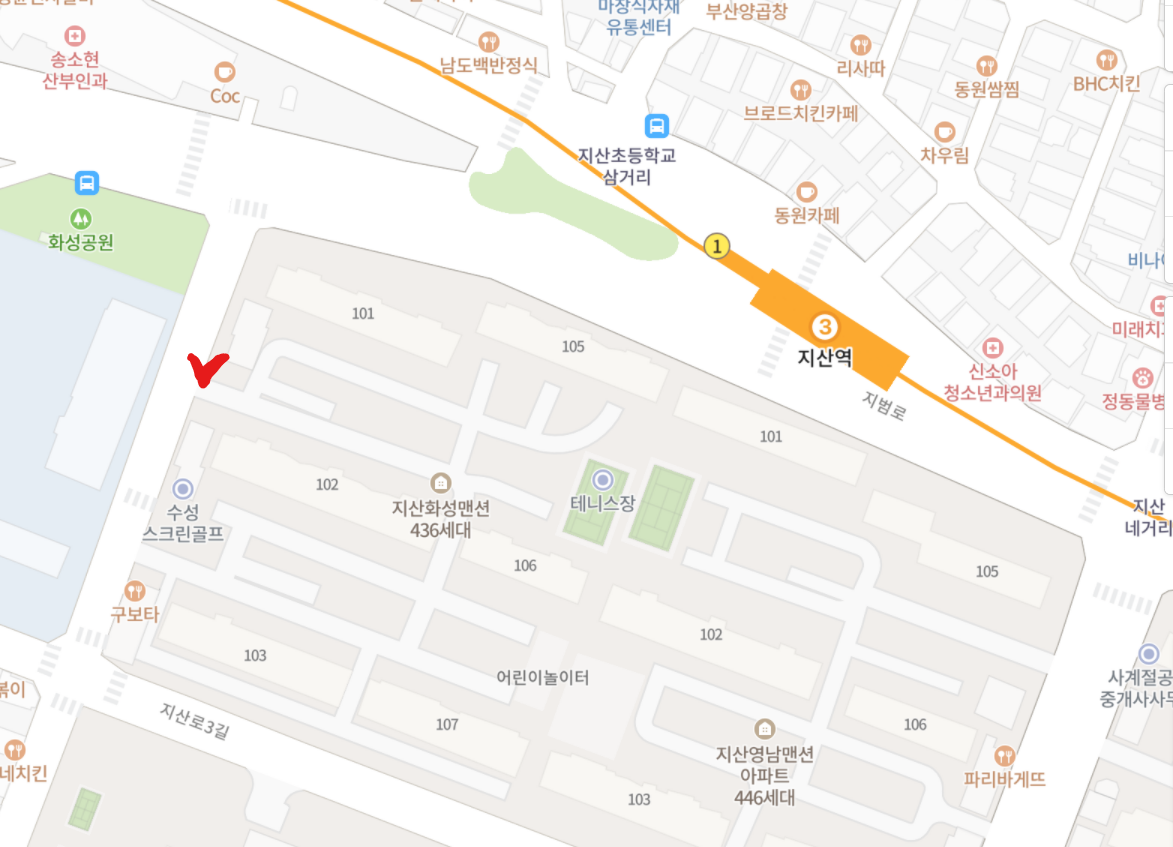 마창식자재
유통센터
부산양곱창
송소현
산부인과
Coc
남도백반정식
리사따
동원쌈찜
BHC치킨
브로드치킨카페
차우림
지산초등학교
삼거리
동원카페
화성공원
1
3
지산역
지범로
신소아
청소년과의원
미래치
정동물병
비나
101
105
101
102
지산화성맨션
436세대
테니스장
수성
스크린골프
지산
네거리
106
105
구보타
102
103
어린이놀이터
107
지산로3길
지산영남맨션
아파트
446세대
106
103
파리바게뜨
사계절공
중개사사무
볶이
네치킨